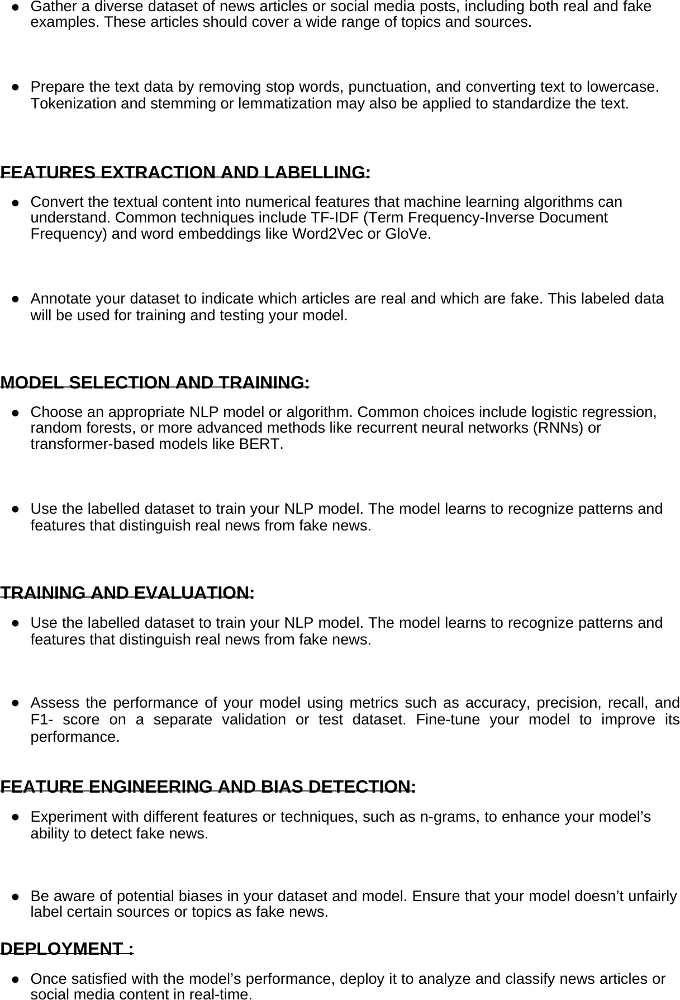 ● Gather a diverse dataset of news articles or social media posts, including both real and fake
examples. These articles should cover a wide range of topics and sources.
● Prepare the text data by removing stop words, punctuation, and converting text to lowercase.
Tokenization and stemming or lemmatization may also be applied to standardize the text.
FEATURES EXTRACTION AND LABELLING:
● Convert the textual content into numerical features that machine learning algorithms can
understand. Common techniques include TF-IDF (Term Frequency-Inverse Document
Frequency) and word embeddings like Word2Vec or GloVe.
● Annotate your dataset to indicate which articles are real and which are fake. This labeled data
will be used for training and testing your model.
MODEL SELECTION AND TRAINING:
● Choose an appropriate NLP model or algorithm. Common choices include logistic regression,
random forests, or more advanced methods like recurrent neural networks (RNNs) or
transformer-based models like BERT.
● Use the labelled dataset to train your NLP model. The model learns to recognize patterns and
features that distinguish real news from fake news.
TRAINING AND EVALUATION:
● Use the labelled dataset to train your NLP model. The model learns to recognize patterns and
features that distinguish real news from fake news.
● Assess the performance of your model using metrics such as accuracy, precision, recall, and
F1- score on a separate validation or test dataset. Fine-tune your model to improve its
performance.
FEATURE ENGINEERING AND BIAS DETECTION:
● Experiment with different features or techniques, such as n-grams, to enhance your model’s
ability to detect fake news.
● Be aware of potential biases in your dataset and model. Ensure that your model doesn’t unfairly
label certain sources or topics as fake news.
DEPLOYMENT :
● Once satisfied with the model’s performance, deploy it to analyze and classify news articles or
social media content in real-time.